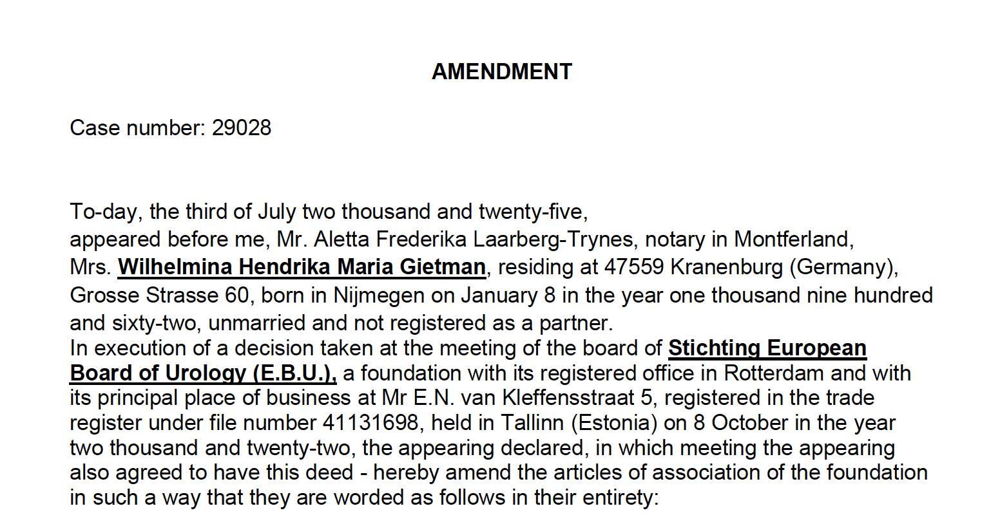 AMENDMENT
Case number: 29028
To-day, the third of July two thousand and twenty-five,
appeared before me, Mr. Aletta Frederika Laarberg-Trynes, notary in Montferland,
Mrs. Wilhelmina Hendrika Maria Gietman, residing at 47559 Kranenburg (Germany),
Grosse Strasse 60, born in Nijmegen on January 8 in the year one thousand nine hundred
and sixty-two, unmarried and not registered as a partner.
In execution of a decision taken at the meeting of the board of Stichting European
Board of Urology (E.B.U.), a foundation with its registered office in Rotterdam and with
its principal place of business at Mr E.N. van Kleffensstraat 5, registered in the trade
register under file number 41131698, held in Tallinn (Estonia) on 8 October in the year
two thousand and twenty-two, the appearing declared, in which meeting the appearing
also agreed to have this deed - hereby amend the articles of association of the foundation
in such a way that they are worded as follows in their entirety: